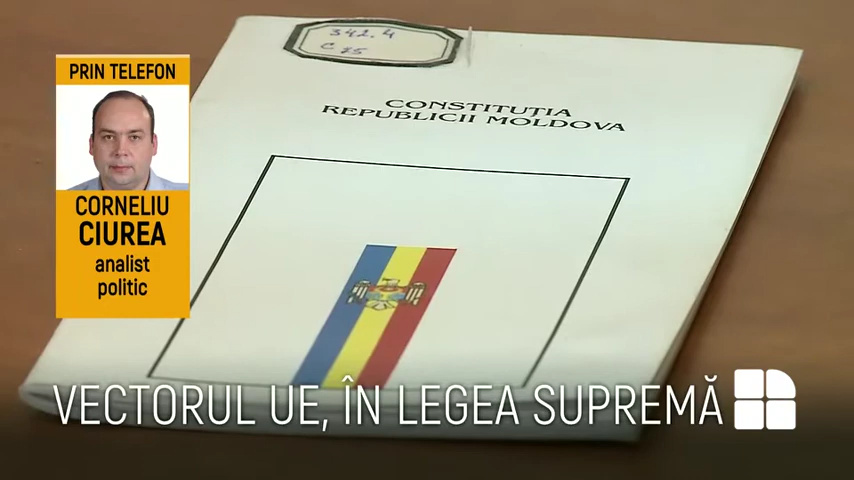 PRIN TELEFON
CORNELIU
CIUREA
analist
politic
342.4
C 75
CONSTITUȚIA
REPUBLICII MOLDOVA
VECTORUL UE, ÎN LEGEA SUPREMĂ